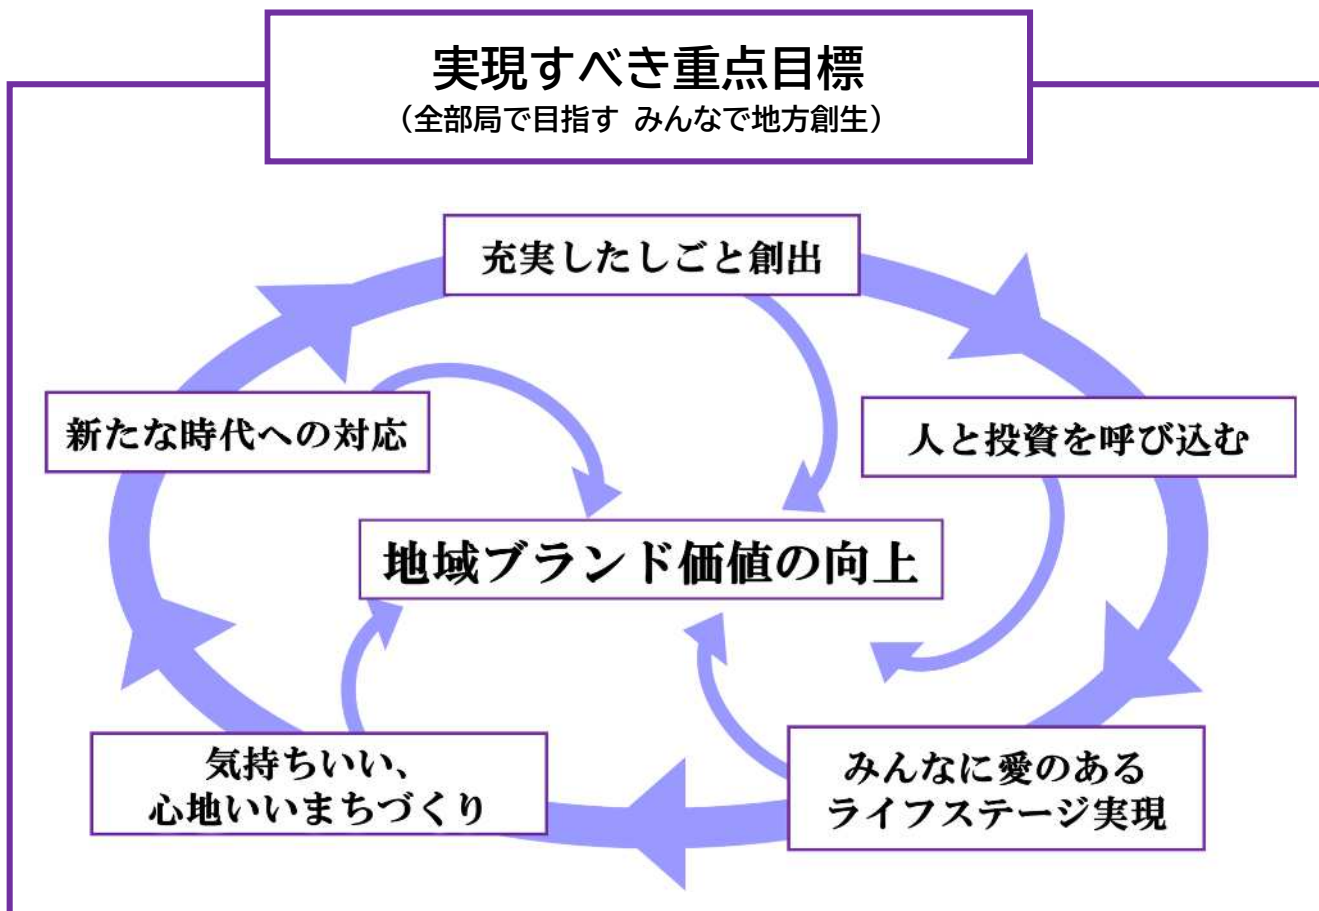 実現すべき重点目標
（全部局で目指す みんなで地方創生）
充実したしごと創出
新たな時代への対応
人と投資を呼び込む
地域ブランド価値の向上
気持ちいい、
心地いいまちづくり
みんなに愛のある
ライフステージ実現